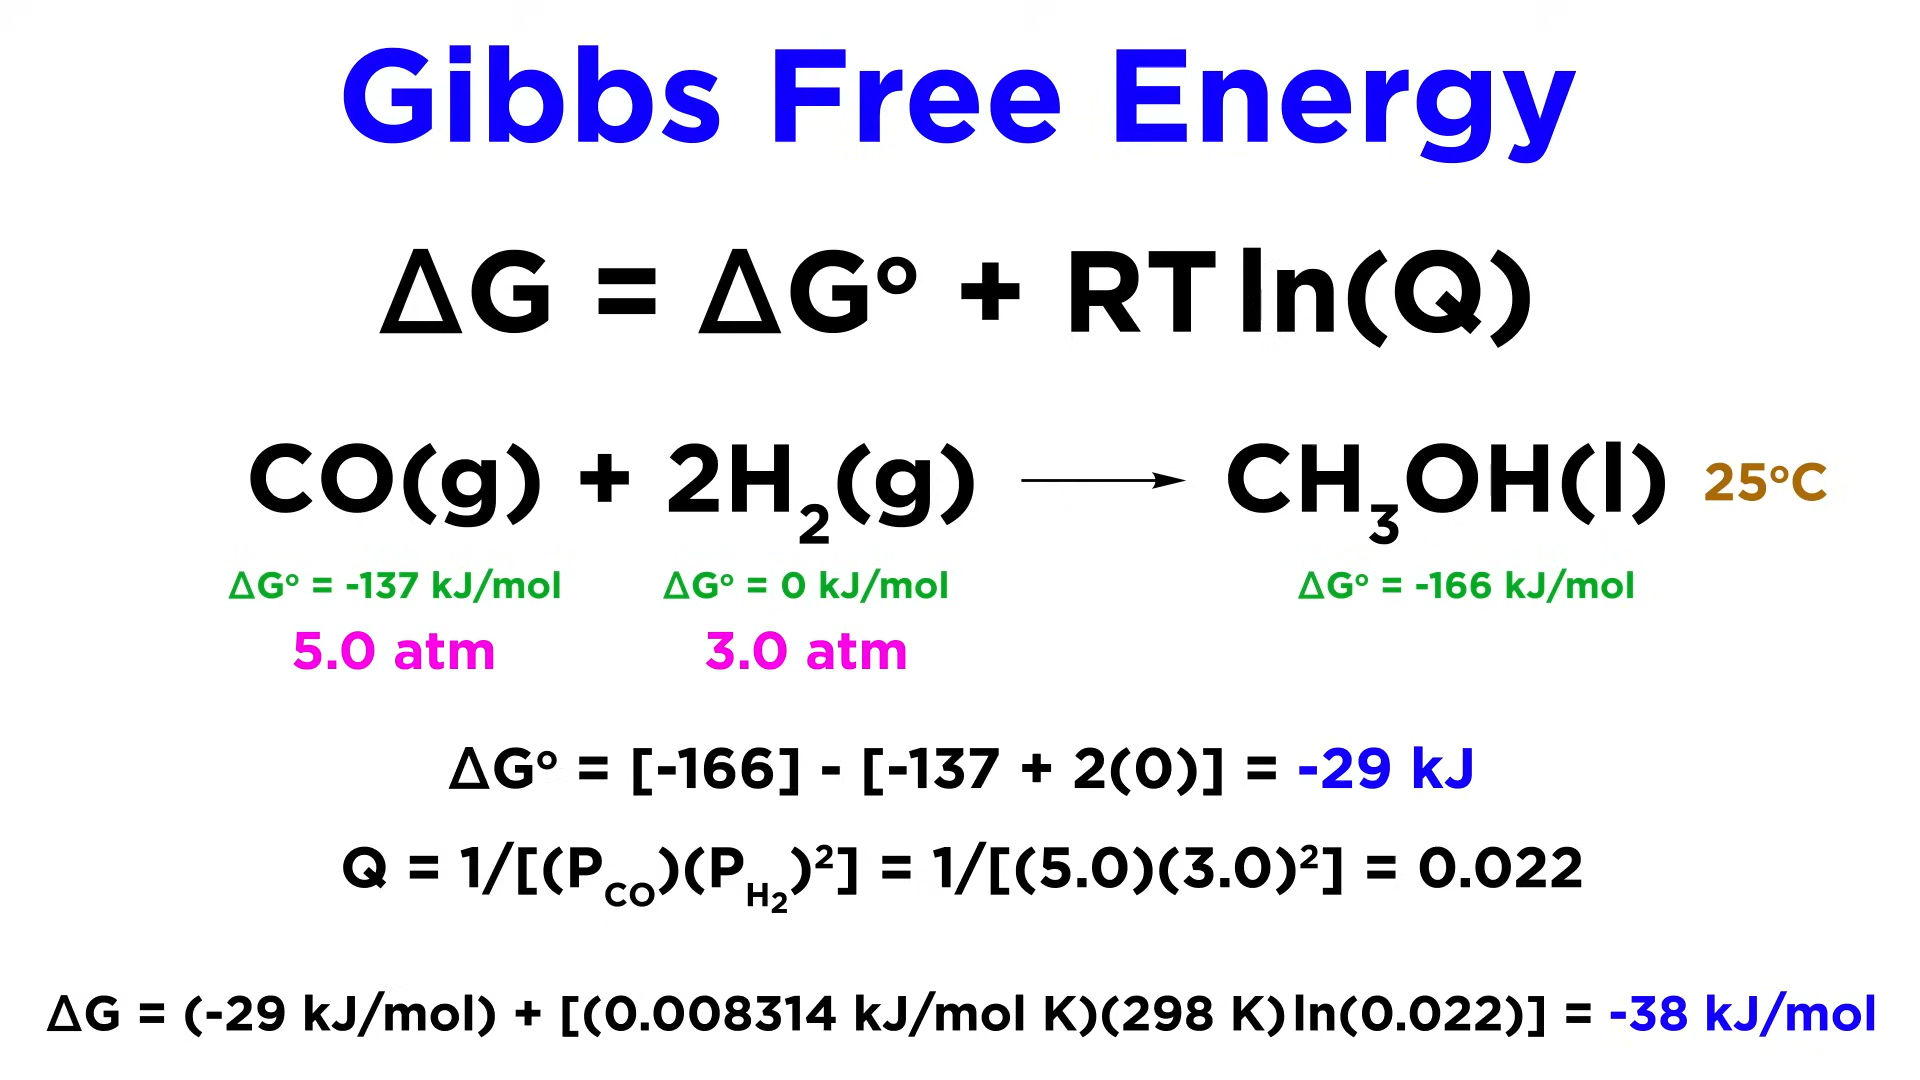 Gibbs Free Energy
ΔG = ΔG° + RT ln(Q)
CO(g) + 2H₂(g) ⟶ CH₃OH(l) 25°C
ΔG° = -137 kJ/mol ΔG° = 0 kJ/mol ΔG° = -166 kJ/mol
5.0 atm 3.0 atm
ΔG° = [-166] - [-137 + 2(0)] = -29 kJ
Q = 1/[(P_CO)(P_H₂)²] = 1/[(5.0)(3.0)²] = 0.022
ΔG = (-29 kJ/mol) + [(0.008314 kJ/mol K)(298 K) ln(0.022)] = -38 kJ/mol